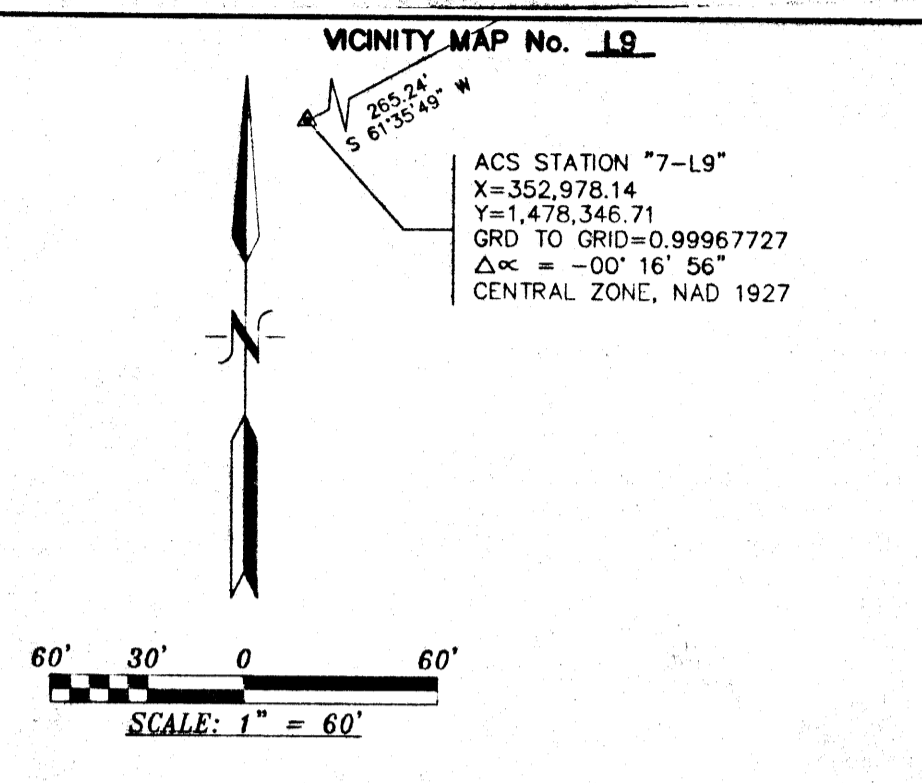 VICINITY MAP No. L9
265.24'
S 61°35'49" W
ACS STATION "7-L9"
X=352,978.14
Y=1,478,346.71
GRD TO GRID=0.99967727
△∝ = -00° 16' 56"
CENTRAL ZONE, NAD 1927
N
60' 30' 0 60'
SCALE: 1" = 60'